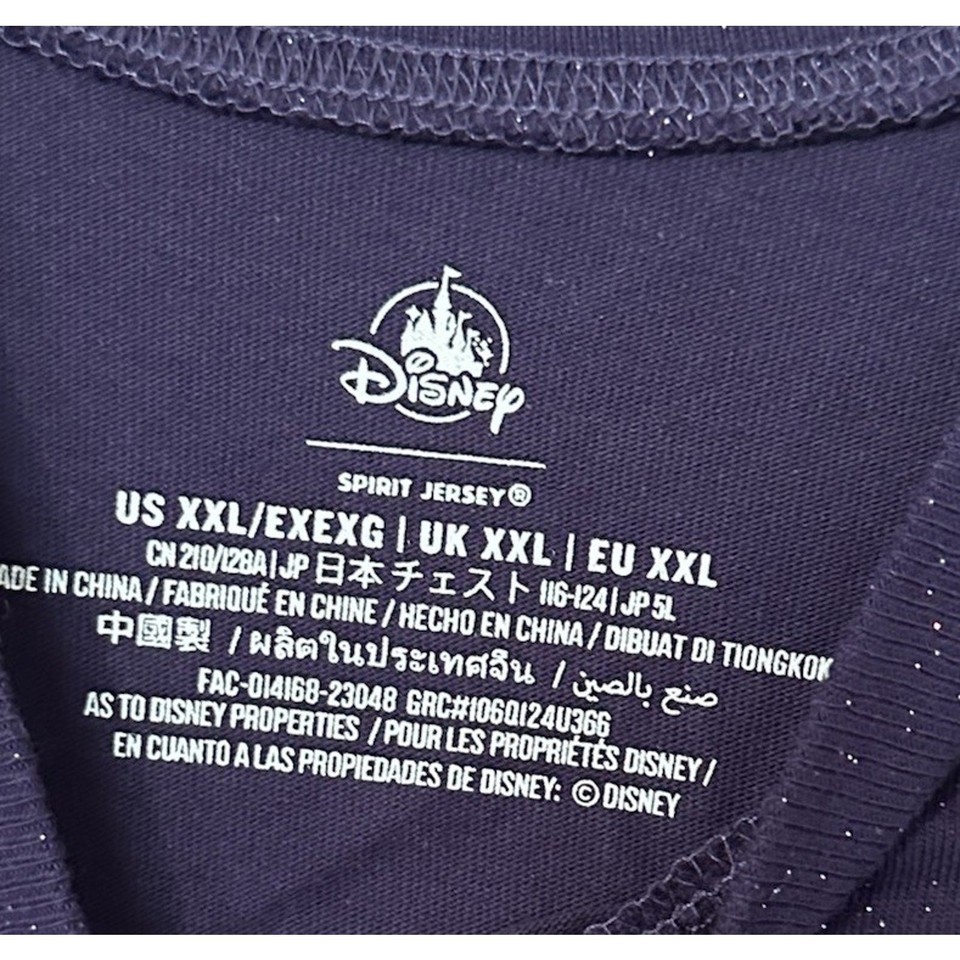 Disney
SPIRIT JERSEY®
US XXL/EXEXG | UK XXL | EU XXL
CN 210/128A | JP 日本 チェスト 116-124 | JP 5L
ADE IN CHINA / FABRIQUÉ EN CHINE / HECHO EN CHINA / DIBUAT DI TIONGKOK
中國製 / ผลิตในประเทศจีน / صنع بالصين
FAC-014168-23048 GRC#106Q124U366
AS TO DISNEY PROPERTIES / POUR LES PROPRIÉTÉS DISNEY /
EN CUANTO A LAS PROPIEDADES DE DISNEY: © DISNEY